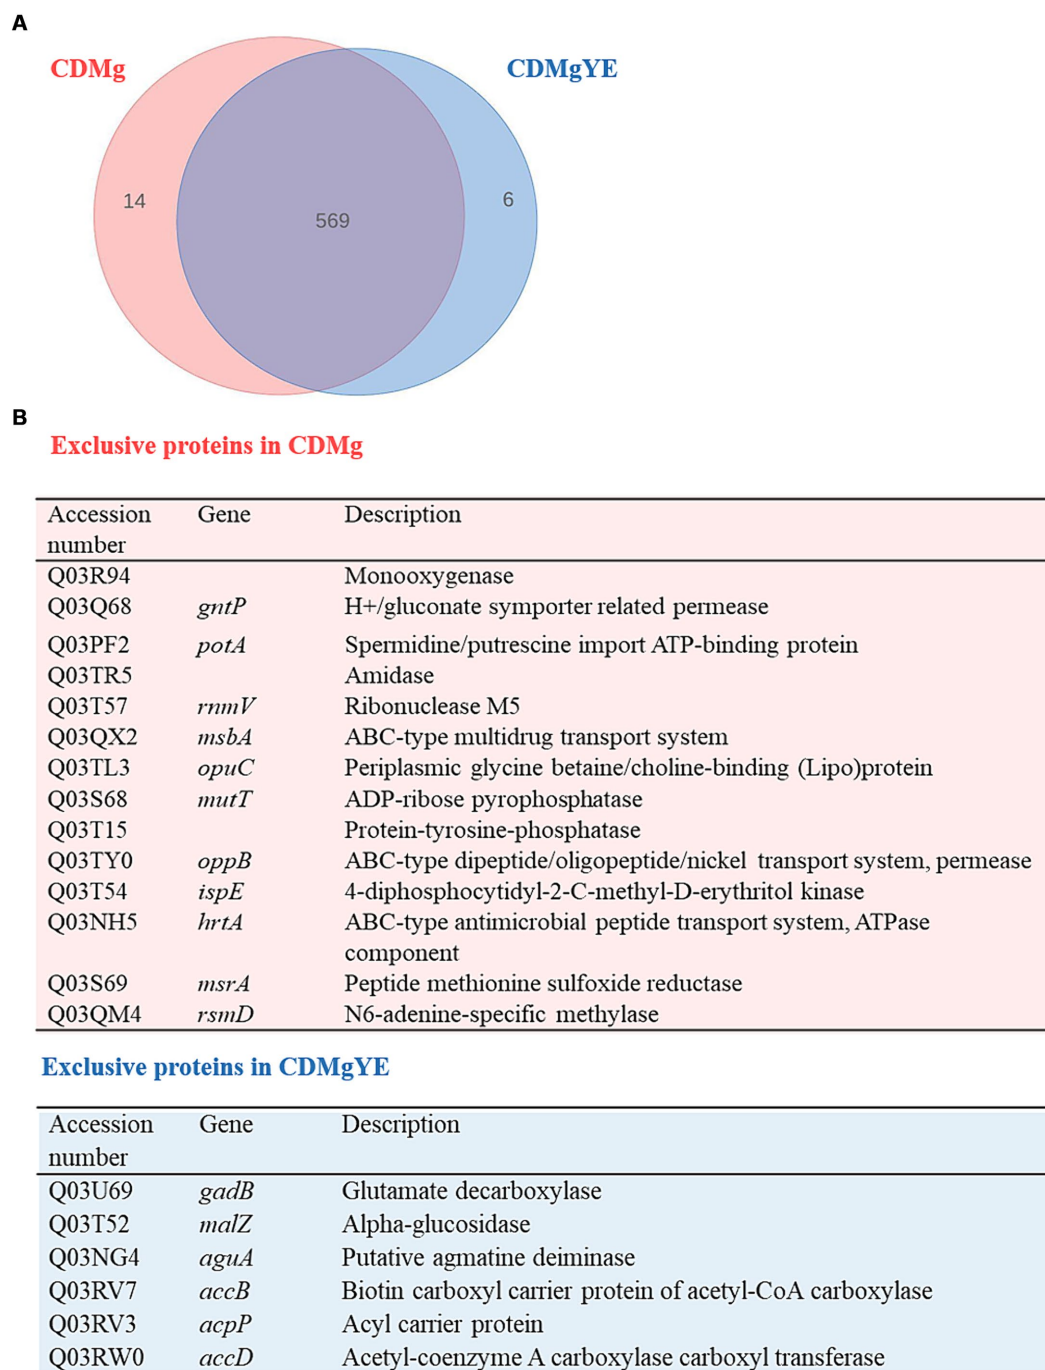 A
CDMg
CDMgYE
14
569
6
B
Exclusive proteins in CDMg
Accession number Gene Description
Q03R94 Monooxygenase
Q03Q68 gntP H+/gluconate symporter related permease
Q03PF2 potA Spermidine/putrescine import ATP-binding protein
Q03TR5 Amidase
Q03T57 rnmV Ribonuclease M5
Q03QX2 msbA ABC-type multidrug transport system
Q03TL3 opuC Periplasmic glycine betaine/choline-binding (Lipo)protein
Q03S68 mutT ADP-ribose pyrophosphatase
Q03T15 Protein-tyrosine-phosphatase
Q03TY0 oppB ABC-type dipeptide/oligopeptide/nickel transport system, permease
Q03T54 ispE 4-diphosphocytidyl-2-C-methyl-D-erythritol kinase
Q03NH5 hrtA ABC-type antimicrobial peptide transport system, ATPase
component
Q03S69 msrA Peptide methionine sulfoxide reductase
Q03QM4 rsmD N6-adenine-specific methylase
Exclusive proteins in CDMgYE
Accession number Gene Description
Q03U69 gadB Glutamate decarboxylase
Q03T52 malZ Alpha-glucosidase
Q03NG4 aguA Putative agmatine deiminase
Q03RV7 accB Biotin carboxyl carrier protein of acetyl-CoA carboxylase
Q03RV3 acpP Acyl carrier protein
Q03RW0 accD Acetyl-coenzyme A carboxylase carboxyl transferase